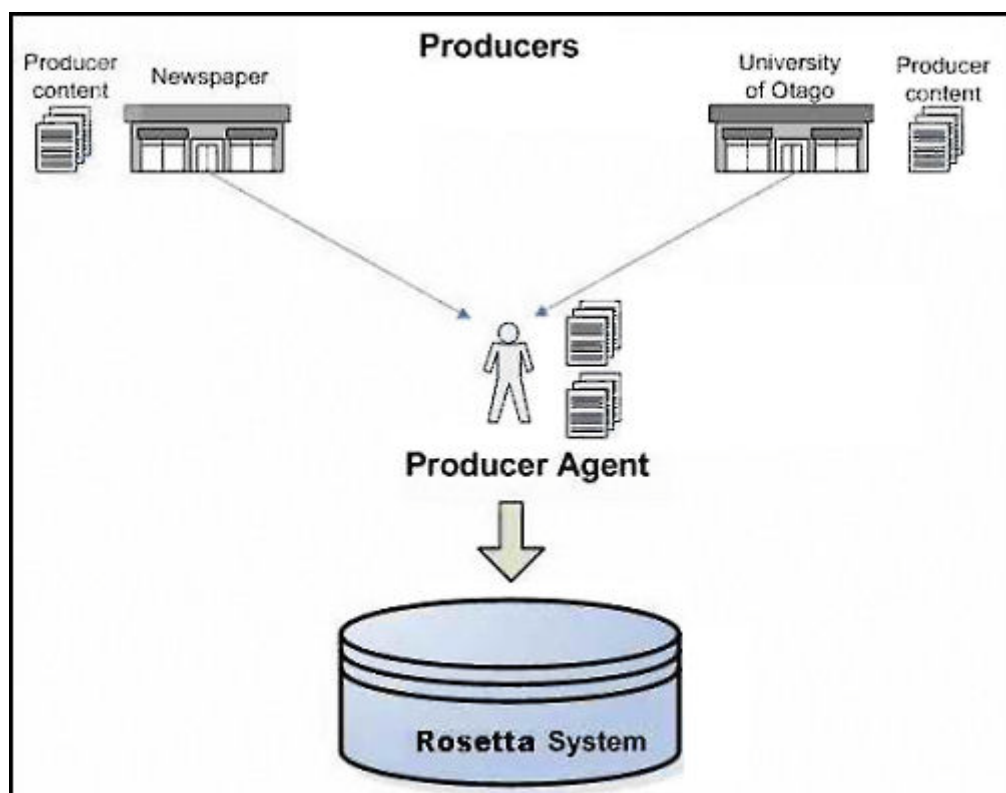 Producers
Producer
content
Newspaper
University
of Otago
Producer
content
Producer Agent
Rosetta System